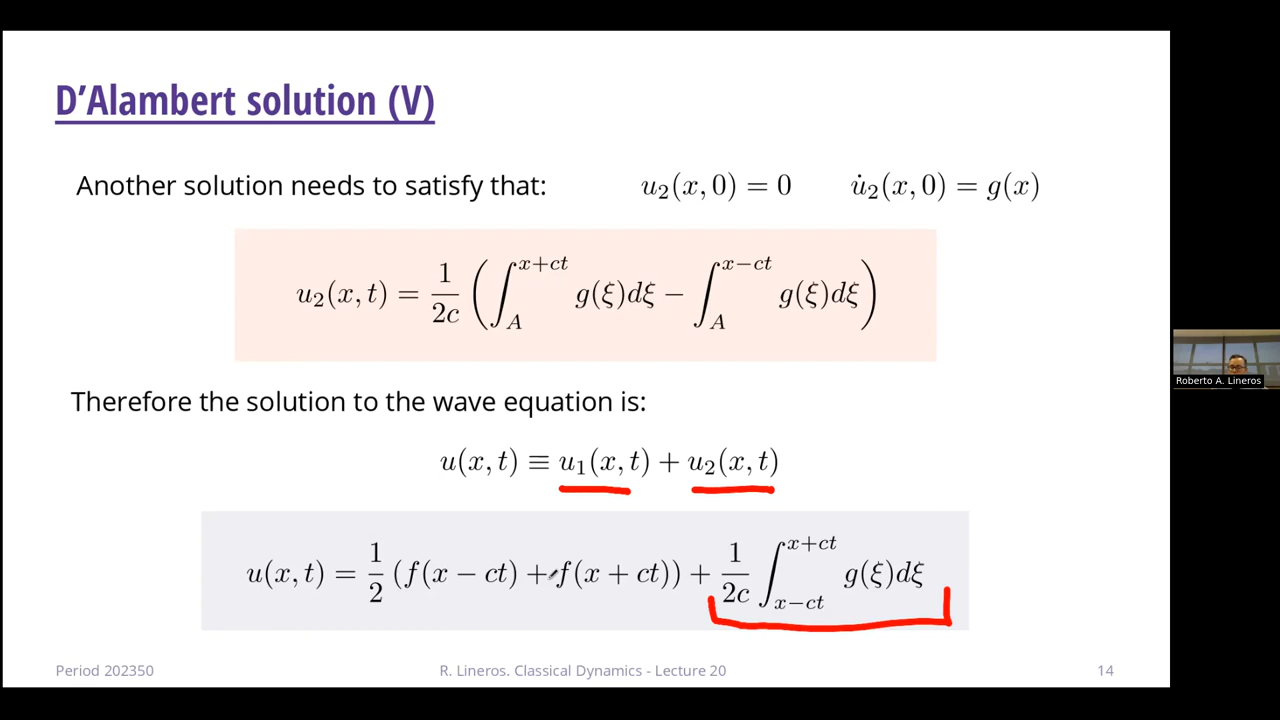 D’Alambert solution (V)
Another solution needs to satisfy that: u₂(x, 0) = 0 u̇₂(x, 0) = g(x)
u₂(x, t) = 1/2c ( ∫_A^{x+ct} g(ξ)dξ − ∫_A^{x−ct} g(ξ)dξ )
Therefore the solution to the wave equation is:
u(x, t) ≡ u₁(x, t) + u₂(x, t)
u(x, t) = 1/2 (f(x − ct) + f(x + ct)) + 1/2c ∫_{x−ct}^{x+ct} g(ξ)dξ
Roberto A. Lineros
Period 202350 R. Lineros. Classical Dynamics - Lecture 20 14